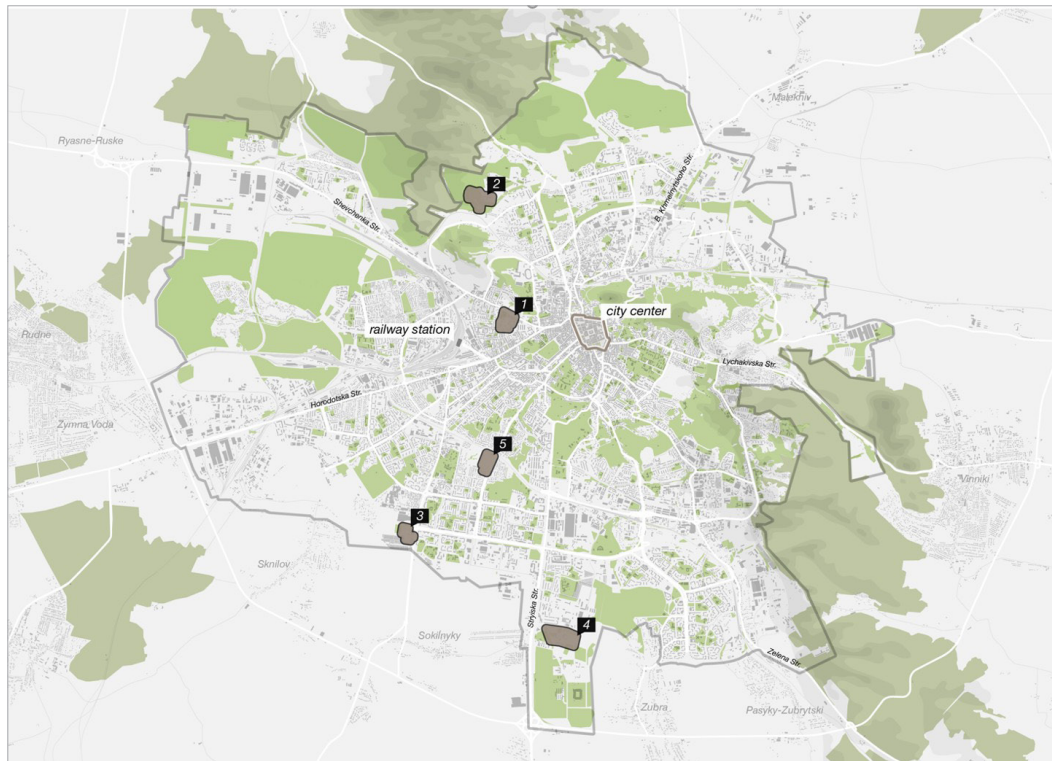 Malekhiv
Ryasne-Ruske
B. Khmelnytskoho Str.
2
Shevchenka Str.
1
city center
railway station
Rudne
Lychakivska Str.
Horodotska Str.
Zymna Voda
5
Vinniki
3
Sknilov
Stryiska Str.
4
Sokilnyky
Zelena Str.
Zubra
Pasyky-Zubrytski